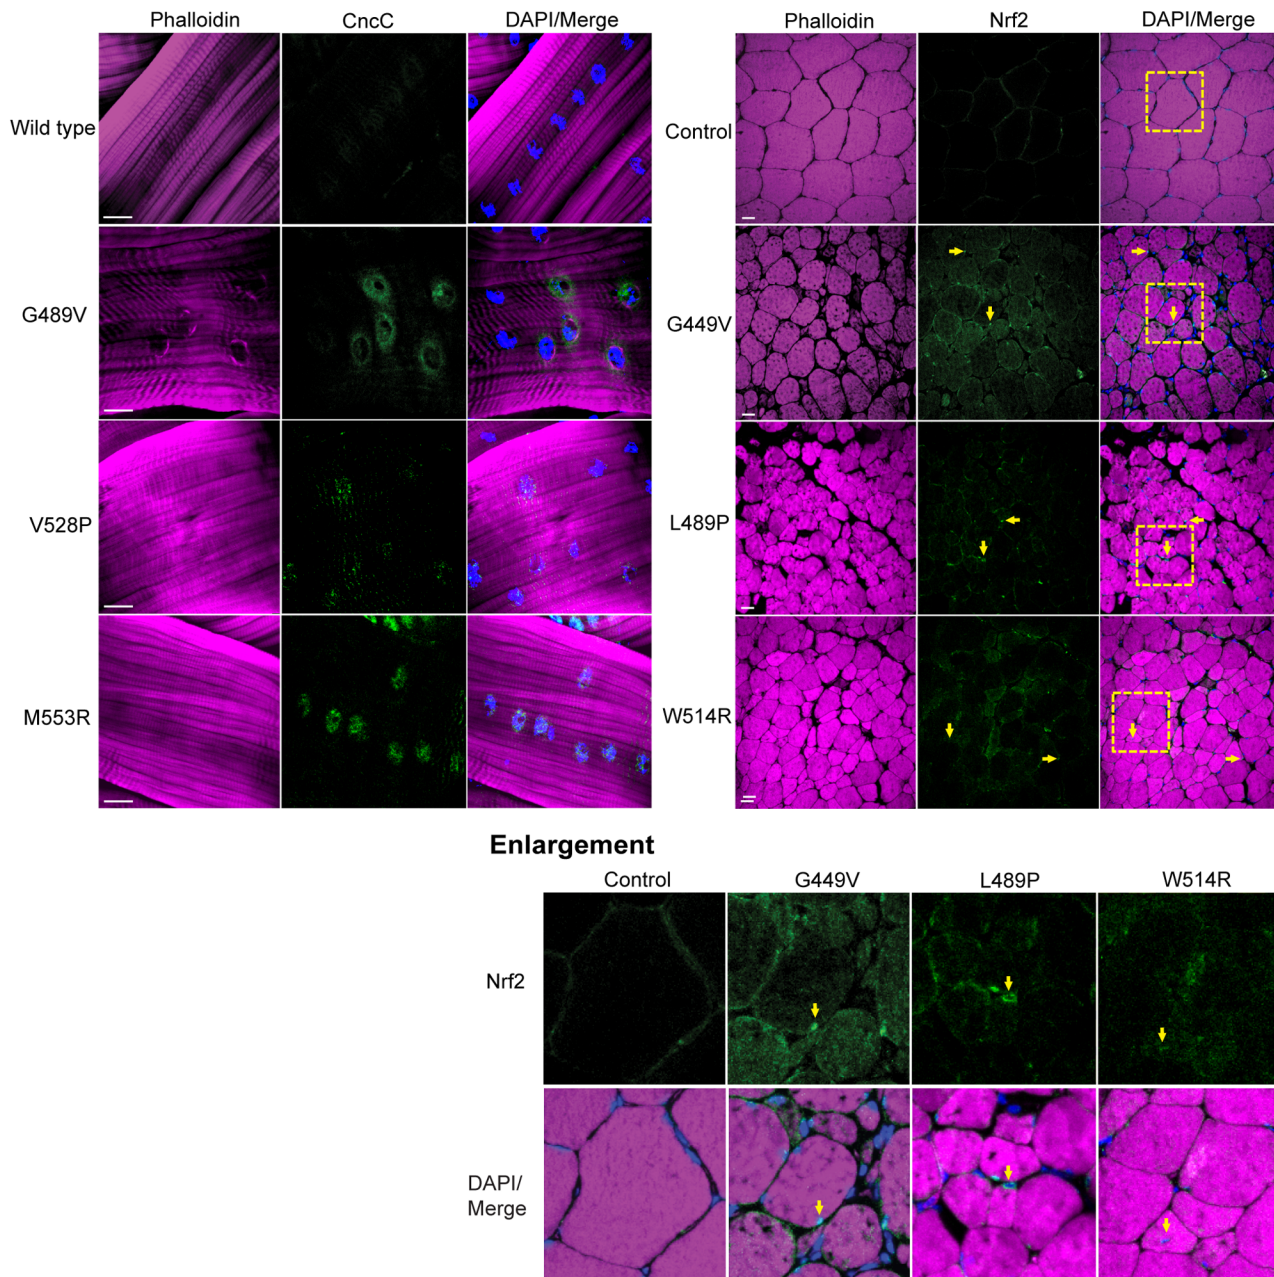 Phalloidin CncC DAPI/Merge
Wild type
G489V
V528P
M553R
Phalloidin Nrf2 DAPI/Merge
Control
G449V
L489P
W514R
Enlargement
Control G449V L489P W514R
Nrf2
DAPI/
Merge